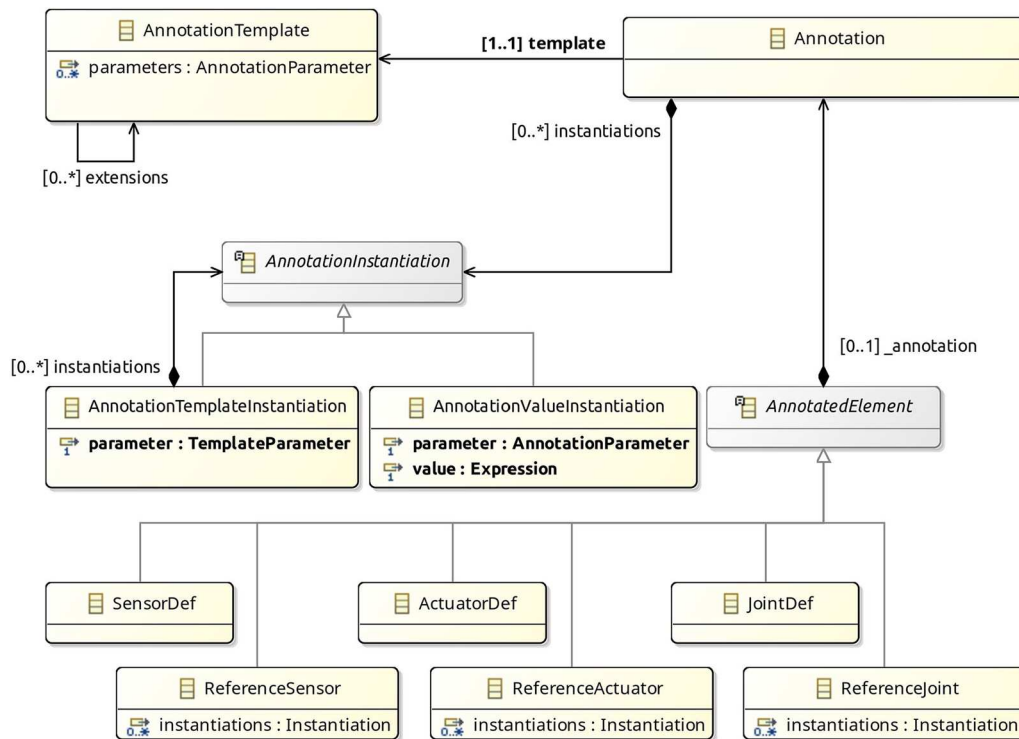 AnnotationTemplate
0..* parameters : AnnotationParameter
[1..1] template
Annotation
[0..*] instantiations
[0..*] extensions
AnnotationInstantiation
[0..*] instantiations
[0..1] _annotation
AnnotationTemplateInstantiation
1 parameter : TemplateParameter
AnnotationValueInstantiation
1 parameter : AnnotationParameter
1 value : Expression
AnnotatedElement
SensorDef
ActuatorDef
JointDef
ReferenceSensor
0..* instantiations : Instantiation
ReferenceActuator
0..* instantiations : Instantiation
ReferenceJoint
0..* instantiations : Instantiation